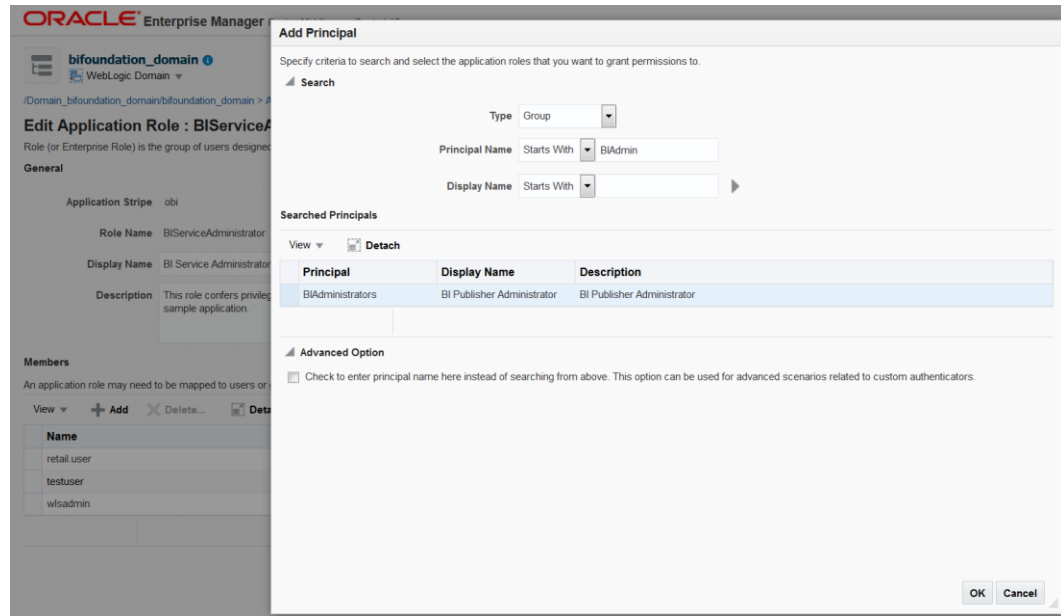 ORACLE Enterprise Manager
bifoundation_domain
WebLogic Domain
/Domain_bifoundation_domain/bifoundation_domain > A
Edit Application Role : BIServiceA
Role (or Enterprise Role) is the group of users designed
General
Application Stripe obi
Role Name BIServiceAdministrator
Display Name BI Service Administrator
Description This role confers privileg
sample application.
Members
An application role may need to be mapped to users or
View Add Delete... Deta
Name
retail.user
testuser
wlsadmin
Add Principal
Specify criteria to search and select the application roles that you want to grant permissions to.
Search
Type Group
Principal Name Starts With BIAdmin
Display Name Starts With
Searched Principals
View Detach
Principal Display Name Description
BIAdministrators BI Publisher Administrator BI Publisher Administrator
Advanced Option
Check to enter principal name here instead of searching from above. This option can be used for advanced scenarios related to custom authenticators.
OK Cancel